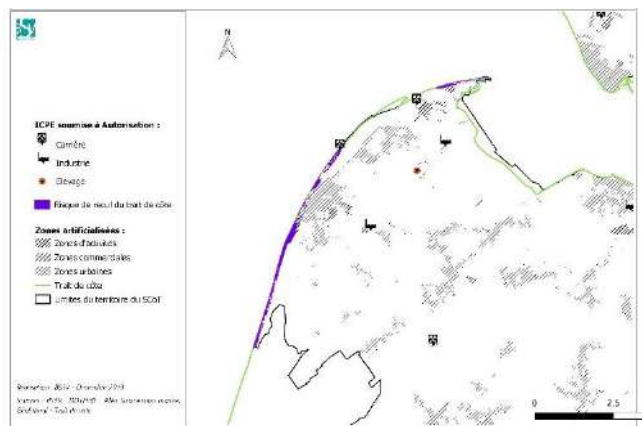 N
ICPE soumise à Autorisation :
Carrière
Industrie
Elevage
Risque de recul du trait de côte
Zones artificialisées :
Zones d'activités
Zones commerciales
Zones urbaines
Trait de côte
Limites du territoire du SCoT
0 2.5